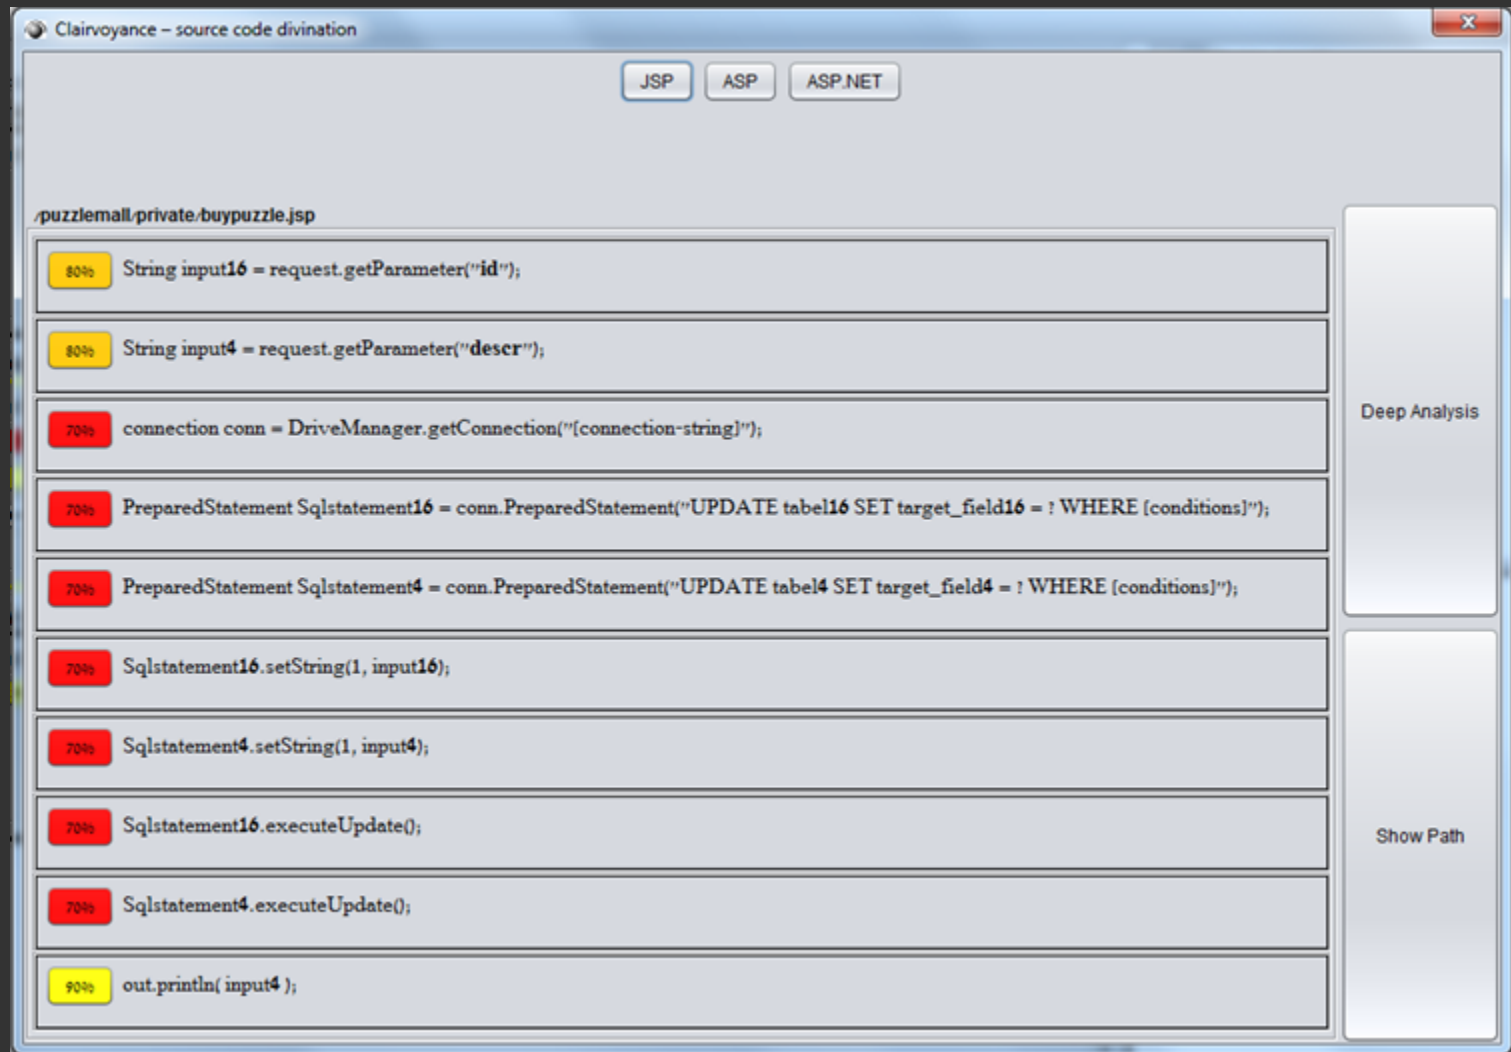 Clairvoyance – source code divination
JSP ASP ASP.NET
/puzzlemall/private/buypuzzle.jsp
80% String input16 = request.getParameter("id");
80% String input4 = request.getParameter("descr");
70% connection conn = DriveManager.getConnection("[connection-string]");
70% PreparedStatement Sqlstatement16 = conn.PreparedStatement("UPDATE tabel16 SET target_field16 = ? WHERE [conditions]");
70% PreparedStatement Sqlstatement4 = conn.PreparedStatement("UPDATE tabel4 SET target_field4 = ? WHERE [conditions]");
70% Sqlstatement16.setString(1, input16);
70% Sqlstatement4.setString(1, input4);
70% Sqlstatement16.executeUpdate();
70% Sqlstatement4.executeUpdate();
90% out.println( input4 );
Deep Analysis
Show Path